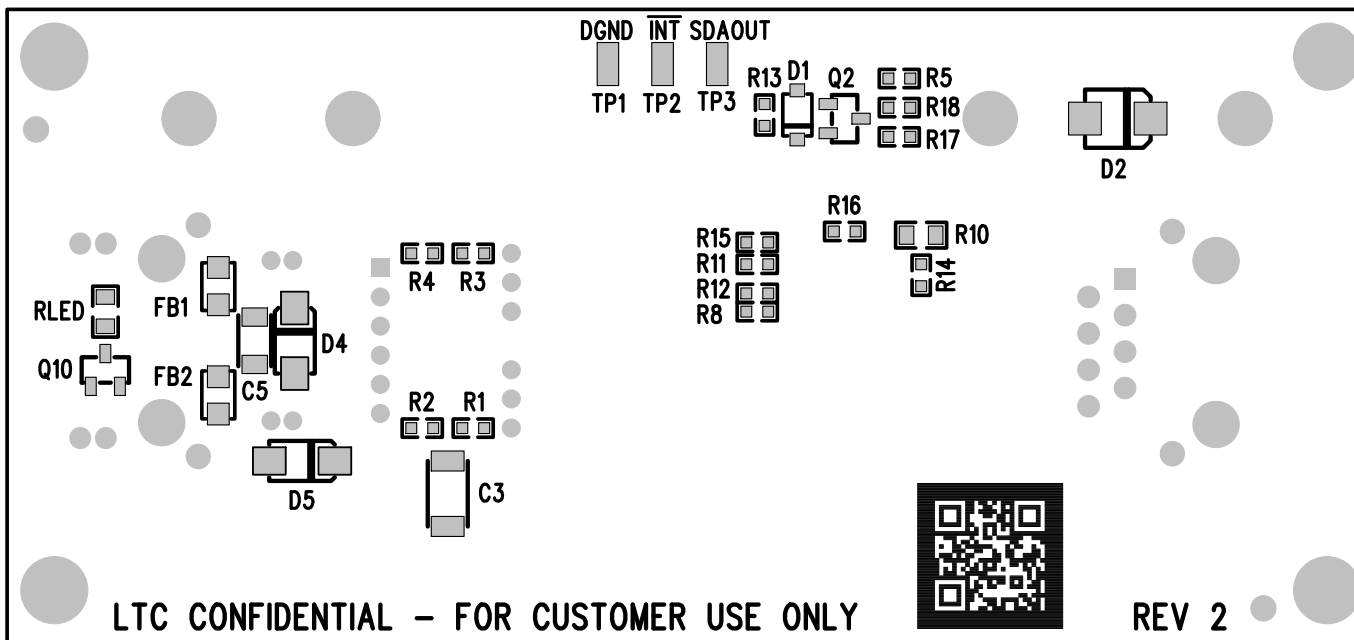 DGND INT SDAOUT
TP1 TP2 TP3
R13 D1 Q2 R5
R18
R17
D2
R16
R15 R10
R11 R14
R12
R8
R4 R3
RLED FB1 D4
Q10 FB2 C5
R2 R1
D5 C3
LTC CONFIDENTIAL - FOR CUSTOMER USE ONLY REV 2